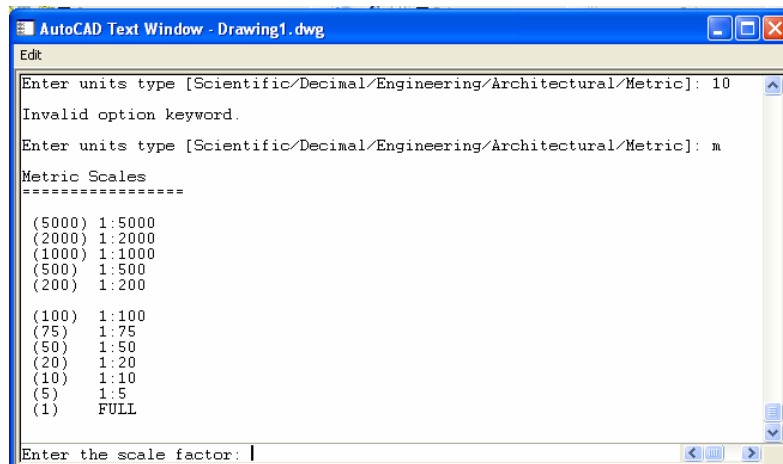 AutoCAD Text Window - Drawing1.dwg
Edit
Enter units type [Scientific/Decimal/Engineering/Architectural/Metric]: 10
Invalid option keyword.
Enter units type [Scientific/Decimal/Engineering/Architectural/Metric]: m
Metric Scales
=================
(5000) 1:5000
(2000) 1:2000
(1000) 1:1000
(500) 1:500
(200) 1:200
(100) 1:100
(75) 1:75
(50) 1:50
(20) 1:20
(10) 1:10
(5) 1:5
(1) FULL
Enter the scale factor: